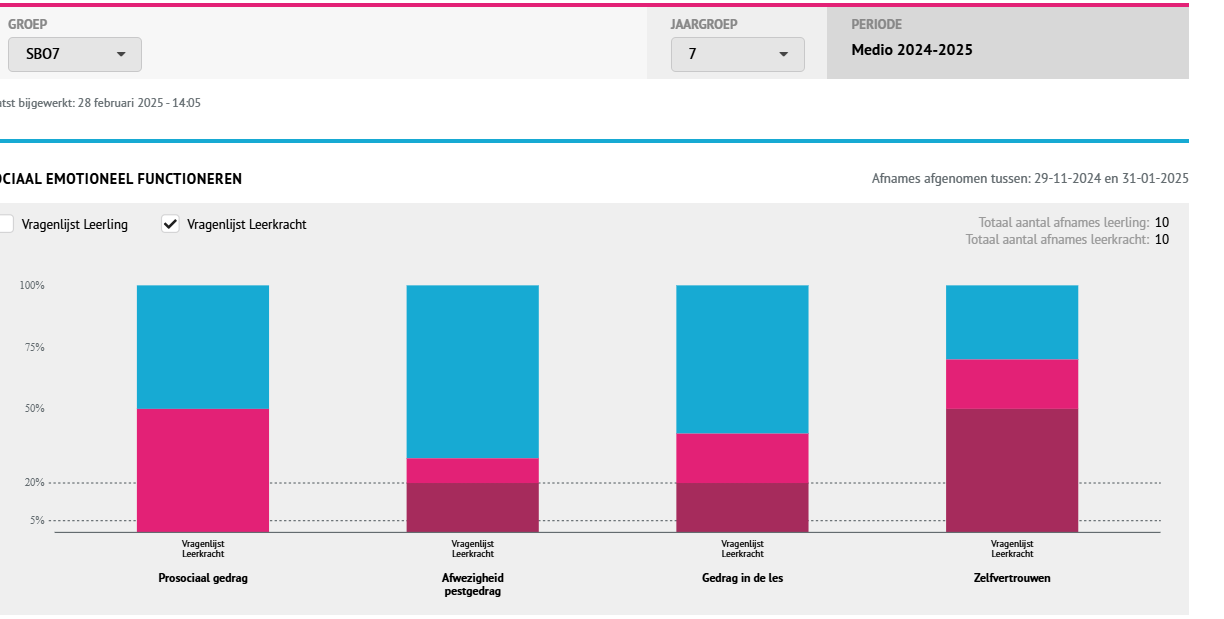 GROEP
SBO7
JAARGROEP
7
PERIODE
Medio 2024-2025
bijgewerkt: 28 februari 2025 - 14:05
EMOTIONEEL FUNCTIONEREN
Afnames afgenomen tussen: 29-11-2024 en 31-01-2025
Vragenlijst Leerling
Vragenlijst Leerkracht
Totaal aantal afnames leerling: 10
Totaal aantal afnames leerkracht: 10
100%
75%
50%
20%
5%
Vragenlijst
Leerkracht
Prosociaal gedrag
Vragenlijst
Leerkracht
Afwezigheid
pestgedrag
Vragenlijst
Leerkracht
Gedrag in de les
Vragenlijst
Leerkracht
Zelfvertrouwen